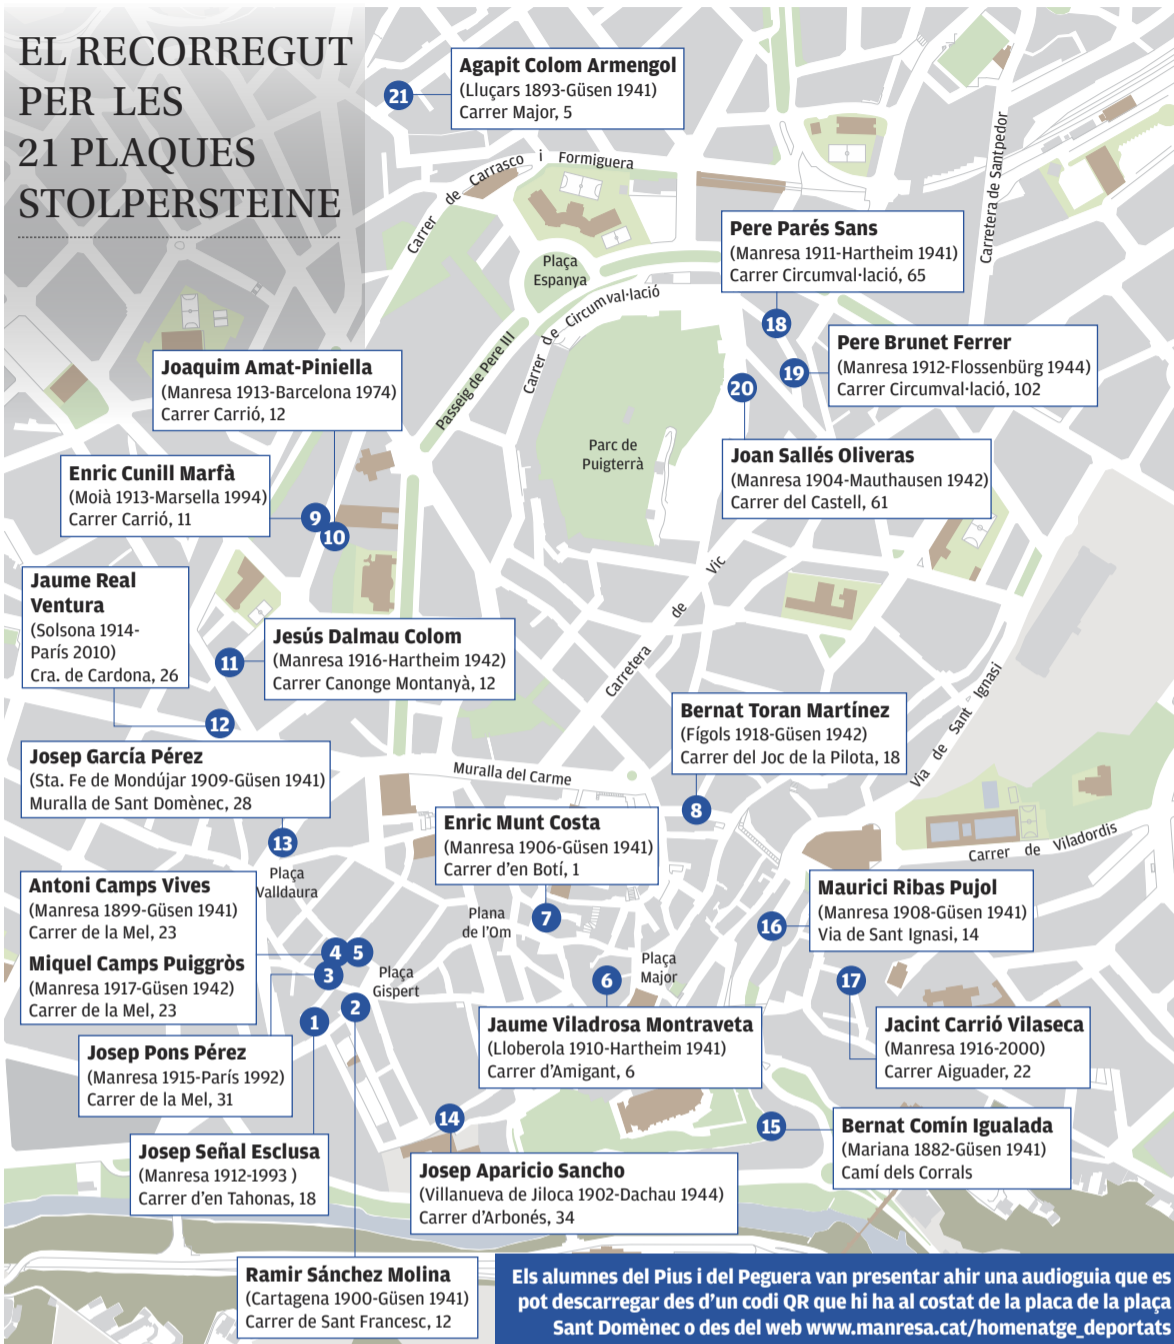 EL RECORREGUT
PER LES
21 PLAQUES
STOLPERSTEINE
21
Agapit Colom Armengol
(Lluçars 1893-Güsen 1941)
Carrer Major, 5
Carrer de Carrasco i Formiguera
Carretera de Santpedor
Plaça
Espanya
Carrer de Circumval·lació
Passeig de Pere III
Pere Parés Sans
(Manresa 1911-Hartheim 1941)
Carrer Circumval·lació, 65
18
Pere Brunet Ferrer
(Manresa 1912-Flossenbürg 1944)
Carrer Circumval·lació, 102
19
20
Joan Sallés Oliveras
(Manresa 1904-Mauthausen 1942)
Carrer del Castell, 61
Parc de
Puigterrà
Joaquim Amat-Piniella
(Manresa 1913-Barcelona 1974)
Carrer Carrió, 12
Enric Cunill Marfà
(Moià 1913-Marsella 1994)
Carrer Carrió, 11
9
10
Jaume Real
Ventura
(Solsona 1914-
París 2010)
Cra. de Cardona, 26
11
Jesús Dalmau Colom
(Manresa 1916-Hartheim 1942)
Carrer Canonge Montanyà, 12
12
Carretera de Vic
Via de Sant Ignasi
Bernat Toran Martínez
(Fígols 1918-Güsen 1942)
Carrer del Joc de la Pilota, 18
8
Josep García Pérez
(Sta. Fe de Mondújar 1909-Güsen 1941)
Muralla de Sant Domènec, 28
13
Muralla del Carme
Plaça
Valldaura
Enric Munt Costa
(Manresa 1906-Güsen 1941)
Carrer d'en Botí, 1
7
Plana
de l'Om
Carrer de Viladordis
Maurici Ribas Pujol
(Manresa 1908-Güsen 1941)
Via de Sant Ignasi, 14
16
Antoni Camps Vives
(Manresa 1899-Güsen 1941)
Carrer de la Mel, 23
Miquel Camps Puiggròs
(Manresa 1917-Güsen 1942)
Carrer de la Mel, 23
4
5
3
Plaça
Gispert
2
1
Plaça
Major
6
17
Jaume Viladrosa Montraveta
(Lloberola 1910-Hartheim 1941)
Carrer d'Amigant, 6
Jacint Carrió Vilaseca
(Manresa 1916-2000)
Carrer Aiguader, 22
Josep Pons Pérez
(Manresa 1915-París 1992)
Carrer de la Mel, 31
Josep Señal Esclusa
(Manresa 1912-1993 )
Carrer d'en Tahonas, 18
14
Josep Aparicio Sancho
(Villanueva de Jiloca 1902-Dachau 1944)
Carrer d'Arbonés, 34
15
Bernat Comín Igualada
(Mariana 1882-Güsen 1941)
Camí dels Corrals
Ramir Sánchez Molina
(Cartagena 1900-Güsen 1941)
Carrer de Sant Francesc, 12
Els alumnes del Pius i del Peguera van presentar ahir una audioguia que es
pot descarregar des d'un codi QR que hi ha al costat de la placa de la plaça
Sant Domènec o des del web www.manresa.cat/homenatge_deportats